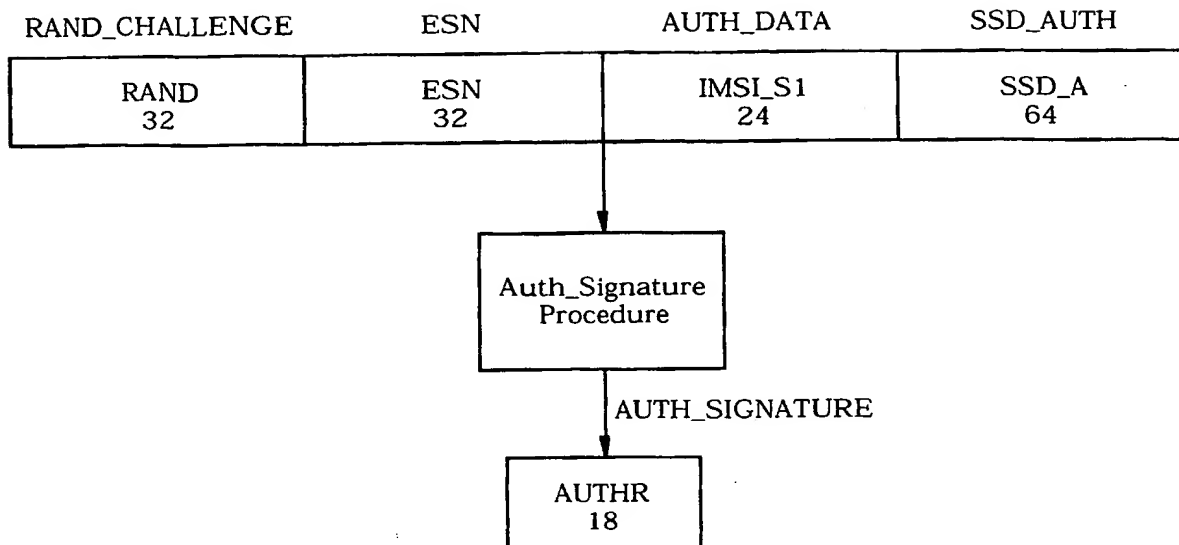 RAND_CHALLENGE ESN AUTH_DATA SSD_AUTH
RAND ESN IMSI_S1 SSD_A
32 32 24 64
Auth_Signature
Procedure
AUTH_SIGNATURE
AUTHR
18